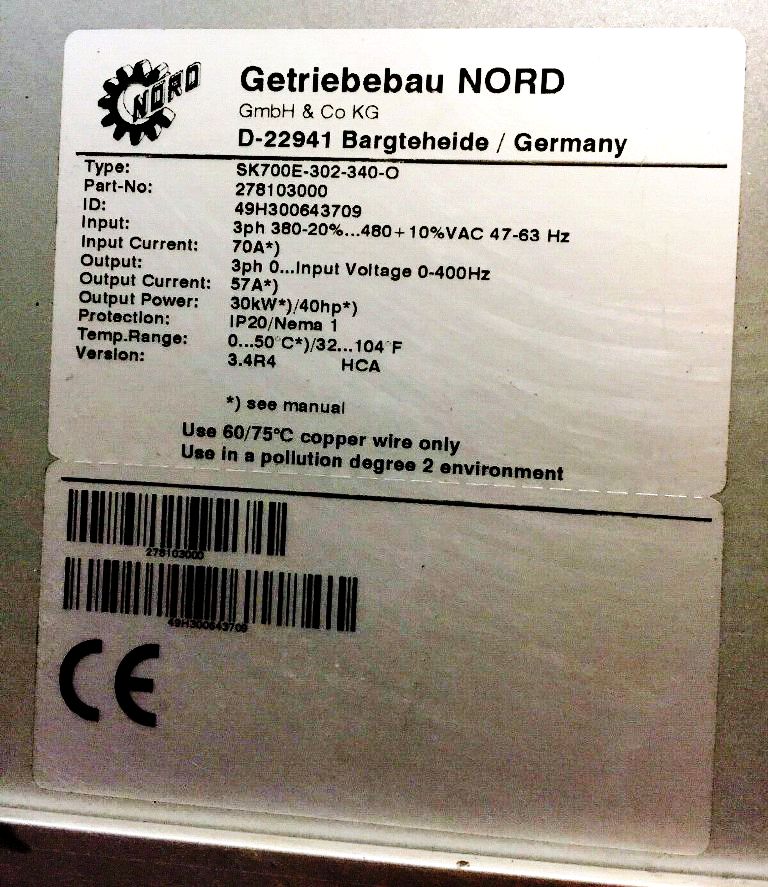 NORD
Getriebebau NORD
GmbH & Co KG
D-22941 Bargteheide / Germany
Type: SK700E-302-340-O
Part-No: 278103000
ID: 49H300643709
Input: 3ph 380-20%...480+10%VAC 47-63 Hz
Input Current: 70A*)
Output: 3ph 0...Input Voltage 0-400Hz
Output Current: 57A*)
Output Power: 30kW*)/40hp*)
Protection: IP20/Nema 1
Temp.Range: 0...50°C*)/32...104°F
Version: 3.4R4 HCA
*) see manual
Use 60/75°C copper wire only
Use in a pollution degree 2 environment
278103000
49H300643709
CE